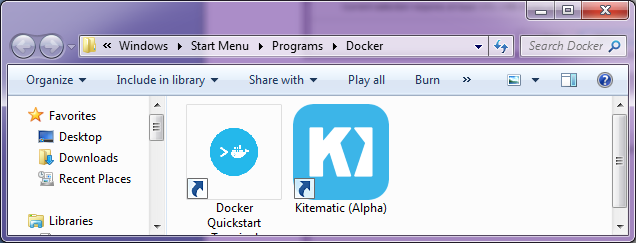 « Windows ▸ Start Menu ▸ Programs ▸ Docker
Search Docker
Organize Include in library Share with Play all Burn »
Favorites
Desktop
Downloads
Recent Places
Libraries
KI
Docker
Quickstart
Kitematic (Alpha)